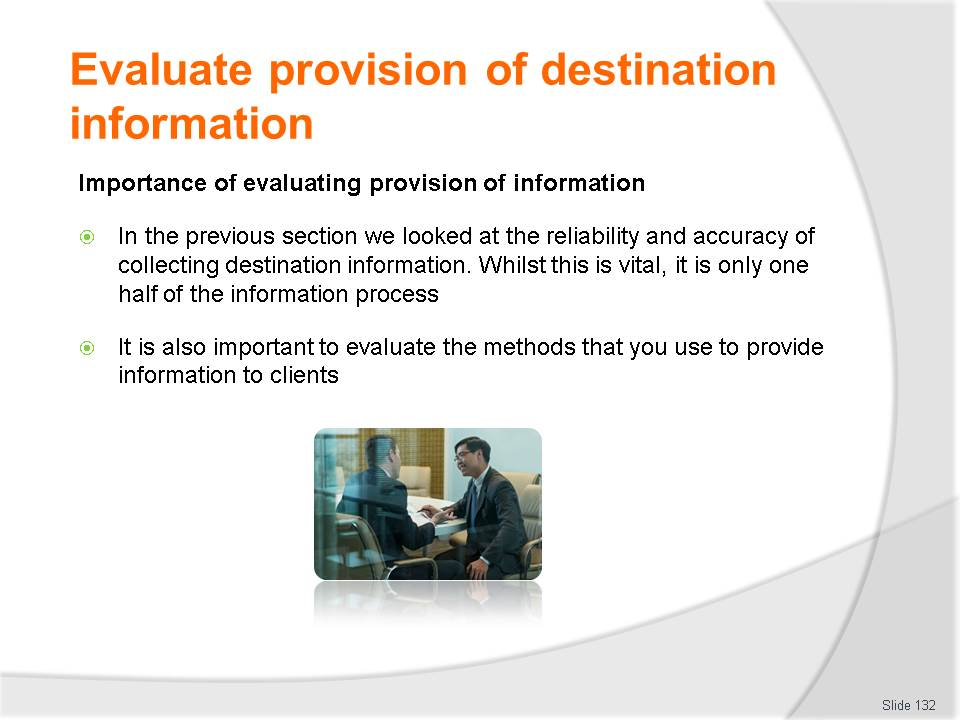 Evaluate provision of destination
information
Importance of evaluating provision of information
In the previous section we looked at the reliability and accuracy of
collecting destination information. Whilst this is vital, it is only one
half of the information process
It is also important to evaluate the methods that you use to provide
information to clients
Slide 132